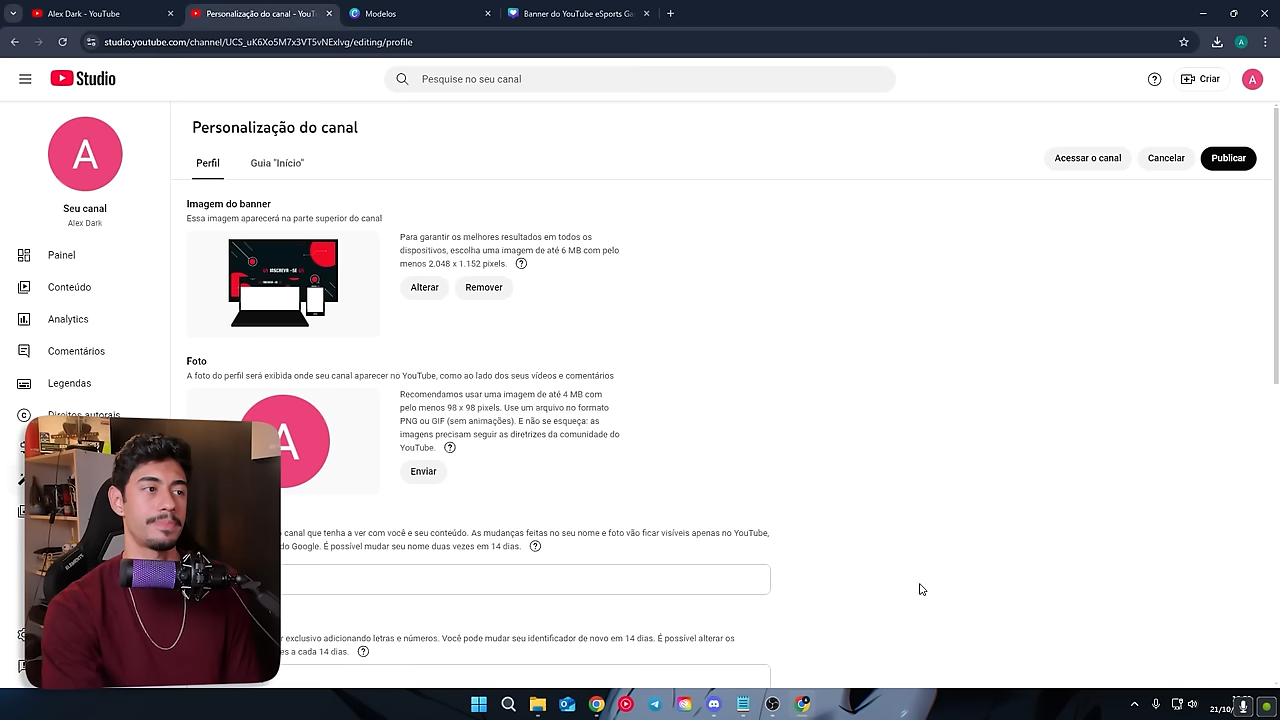 Alex Dark - YouTube
Personalização do canal - YouT
Modelos
Banner do YouTube eSports Ga
studio.youtube.com/channel/UCS_uK6Xo5M7x3VT5vNExlvg/editing/profile
A
Studio
Pesquise no seu canal
Criar
A
A
Seu canal
Alex Dark
Painel
Conteúdo
Analytics
Comentários
Legendas
Direitos autorais
Personalização do canal
Perfil
Guia "Início"
Acessar o canal
Cancelar
Publicar
Imagem do banner
Essa imagem aparecerá na parte superior do canal
INSCREVA-SE
Para garantir os melhores resultados em todos os
dispositivos, escolha uma imagem de até 6 MB com pelo
menos 2.048 x 1.152 pixels.
Alterar
Remover
Foto
A foto do perfil será exibida onde seu canal aparecer no YouTube, como ao lado dos seus vídeos e comentários
A
Recomendamos usar uma imagem de até 4 MB com
pelo menos 98 x 98 pixels. Use um arquivo no formato
PNG ou GIF (sem animações). E não se esqueça: as
imagens precisam seguir as diretrizes da comunidade do
YouTube.
Enviar
canal que tenha a ver com você e seu conteúdo. As mudanças feitas no seu nome e foto vão ficar visíveis apenas no YouTube,
do Google. É possível mudar seu nome duas vezes em 14 dias.
r exclusivo adicionando letras e números. Você pode mudar seu identificador de novo em 14 dias. É possível alterar os
es a cada 14 dias.
21/10